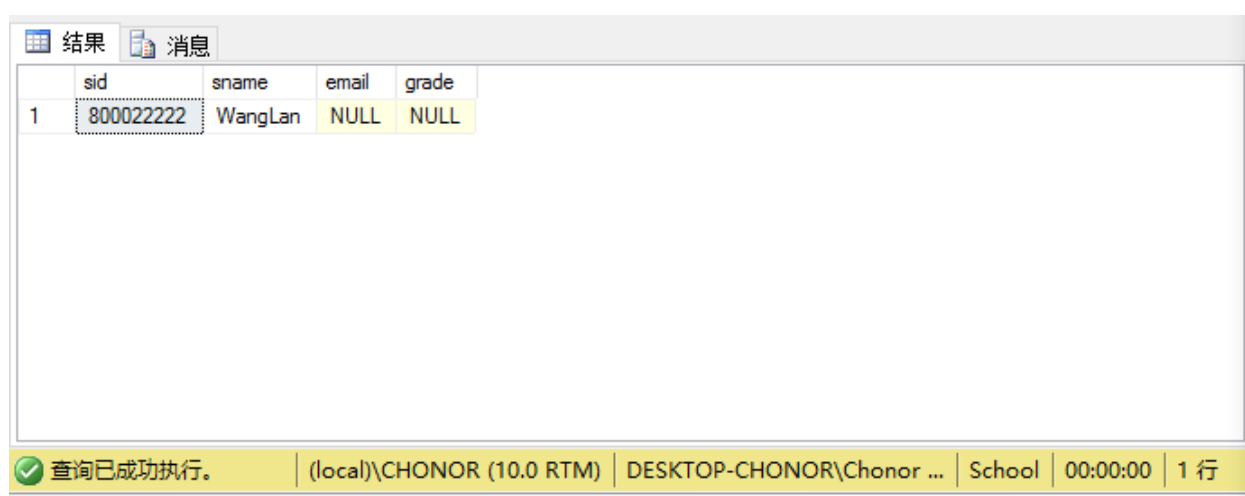 结果 消息
sid sname email grade
1 800022222 WangLan NULL NULL
查询已成功执行。 (local)\CHONOR (10.0 RTM) DESKTOP-CHONOR\Chonor ... School 00:00:00 1 行